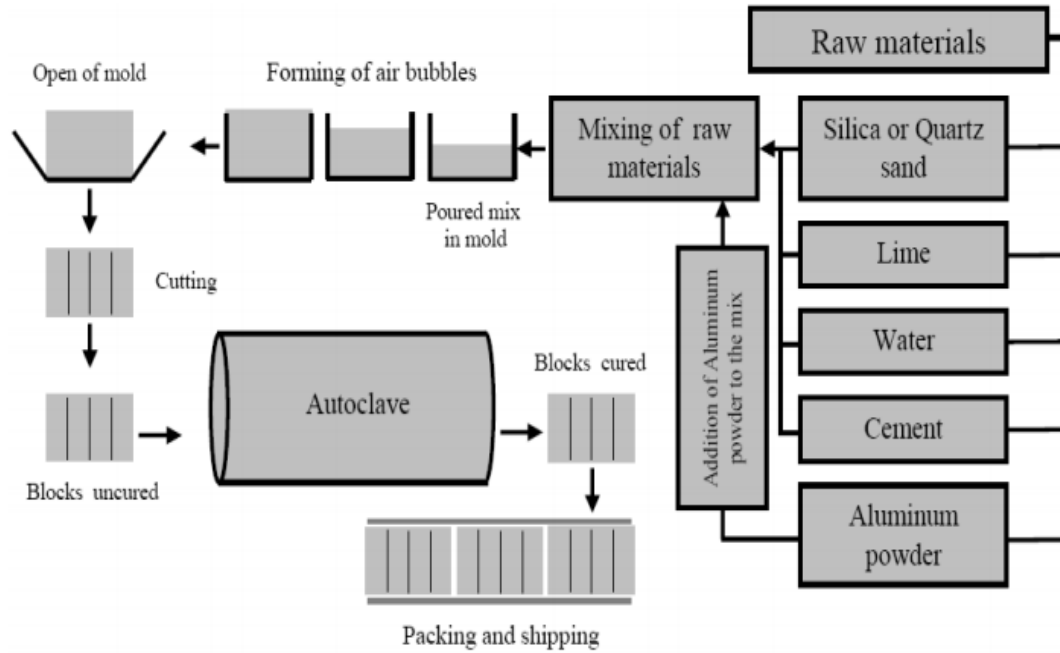 Raw materials
Open of mold
Forming of air bubbles
Mixing of raw
materials
Silica or Quartz
sand
Poured mix
in mold
Lime
Cutting
Addition of Aluminum
powder to the mix
Water
Autoclave
Blocks cured
Cement
Blocks uncured
Aluminum
powder
Packing and shipping